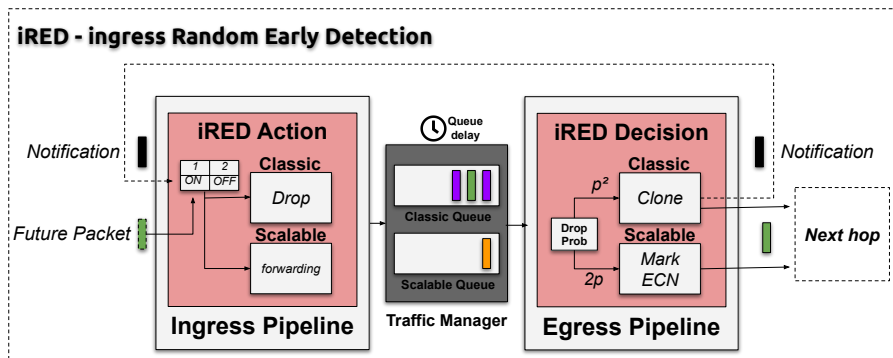 iRED - ingress Random Early Detection
Queue
delay
iRED Action
iRED Decision
Notification
Classic
1 2
ON OFF
Drop
Future Packet
Scalable
forwarding
Ingress Pipeline
Classic Queue
Scalable Queue
Traffic Manager
Classic
p²
Clone
Drop
Prob
Scalable
2p
Mark
ECN
Egress Pipeline
Notification
Next hop